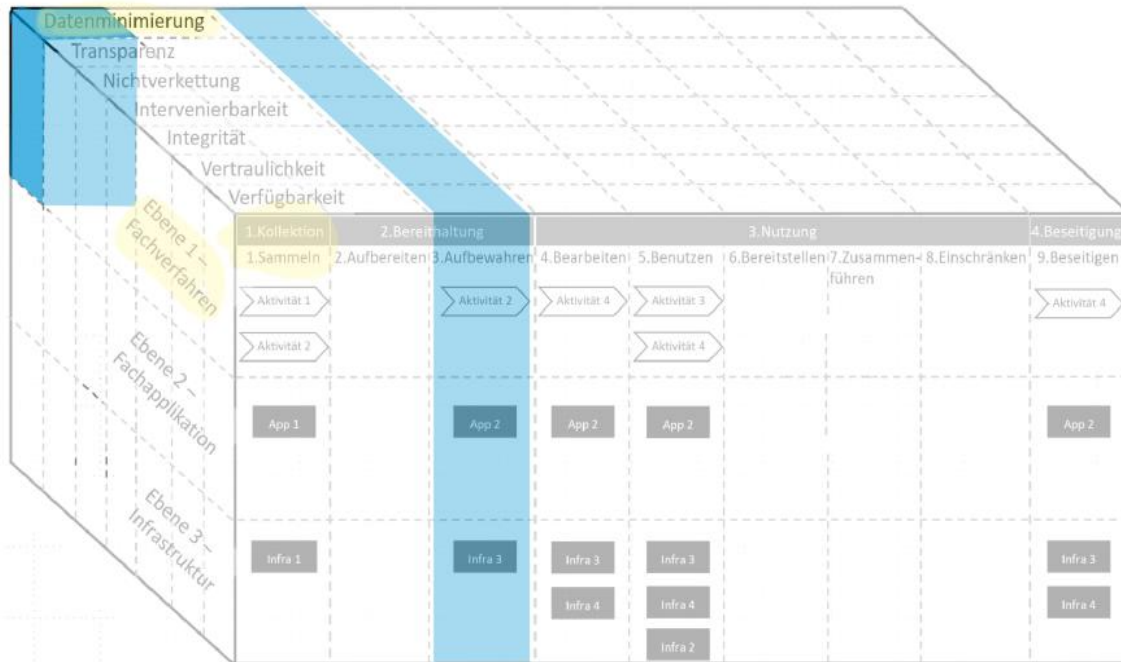 Datenminimierung
Transparenz
Nichtverkettung
Intervenierbarkeit
Integrität
Vertraulichkeit
Verfügbarkeit
Ebene 1 –
Fachverfahren
Ebene 2 –
Fachapplikation
Ebene 3 –
Infrastruktur
1.Kollektion 2.Bereithaltung 3.Nutzung 4.Beseitigung
1.Sammeln 2.Aufbereiten 3.Aufbewahren 4.Bearbeiten 5.Benutzen 6.Bereitstellen 7.Zusammen- 8.Einschränken 9.Beseitigen
führen
Aktivität 1 Aktivität 2 Aktivität 4 Aktivität 3 Aktivität 4
Aktivität 2 Aktivität 4
App 1 App 2 App 2 App 2 App 2
Infra 1 Infra 3 Infra 3 Infra 3 Infra 3
Infra 4 Infra 4 Infra 4
Infra 2